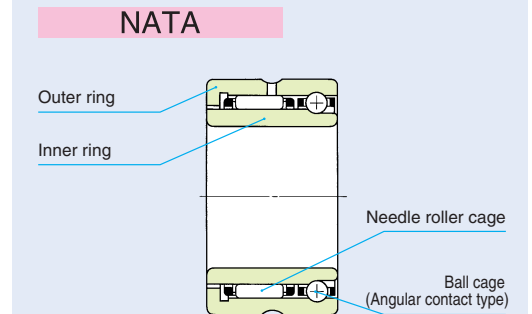 NATA
Outer ring
Inner ring
Needle roller cage
Ball cage
(Angular contact type)